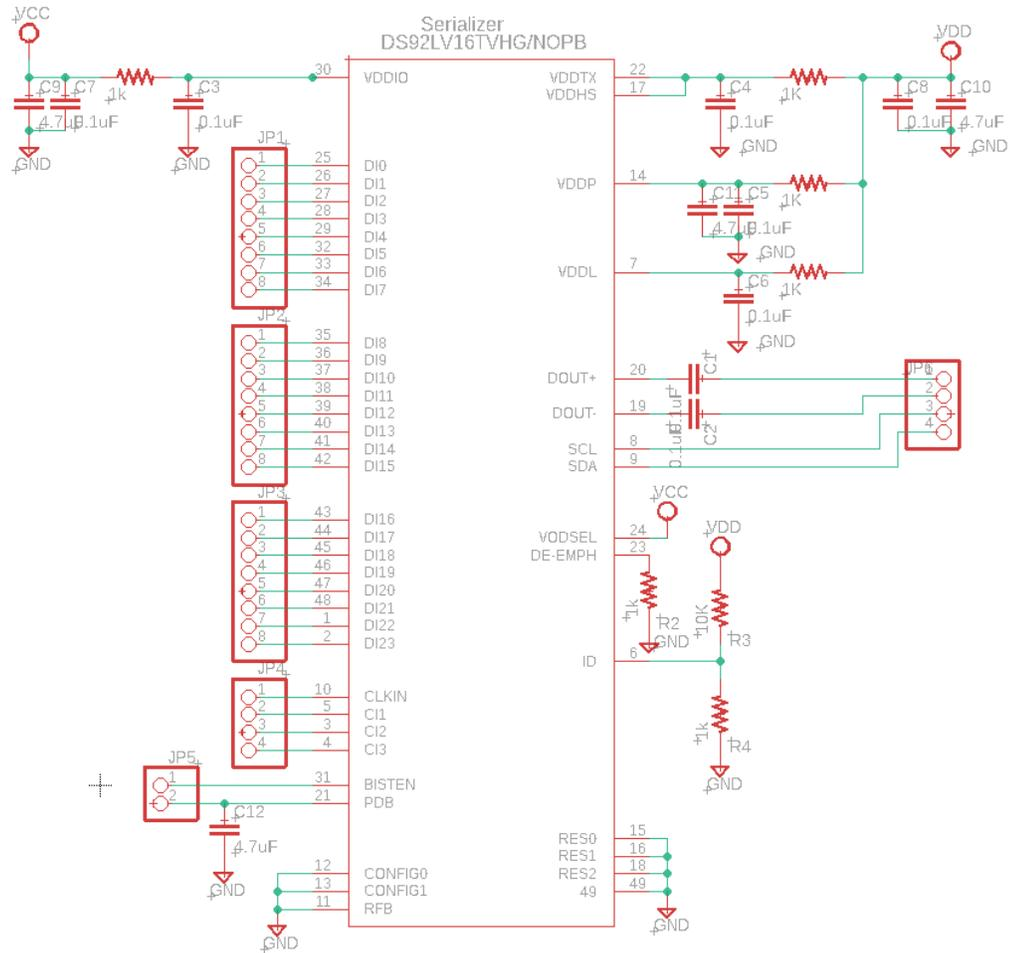 Serializer
DS92LV16TVHG/NOPB
VCC
C9
4.7uF
C7
0.1uF
1k
C3
0.1uF
GND
GND
30 VDDIO
JP1
1 25 DI0
2 26 DI1
3 27 DI2
4 28 DI3
5 29 DI4
6 32 DI5
7 33 DI6
8 34 DI7
JP2
1 35 DI8
2 36 DI9
3 37 DI10
4 38 DI11
5 39 DI12
6 40 DI13
7 41 DI14
8 42 DI15
JP3
1 43 DI16
2 44 DI17
3 45 DI18
4 46 DI19
5 47 DI20
6 48 DI21
7 1 DI22
8 2 DI23
JP4
1 10 CLKIN
2 5 CI1
3 3 CI2
4 4 CI3
JP5
1 31 BISTEN
2 21 PDB
C12
4.7uF
GND
12 CONFIG0
13 CONFIG1
11 RFB
GND
VDDTX 22
VDDHS 17
C4
0.1uF
GND
1K
VDD
C8
0.1uF
C10
4.7uF
GND
VDDP 14
C11
4.7uF
C5
0.1uF
GND
1K
VDDL 7
C6
0.1uF
GND
1K
DOUT+ 20
C1
0.1uF
DOUT- 19
C2
0.1uF
SCL 8
SDA 9
JP6
1
2
3
4
VCC
VODSEL 24
DE-EMPH 23
1k
R2
GND
VDD
10K
R3
ID 6
1k
R4
GND
RES0 15
RES1 16
RES2 18
49 49
GND